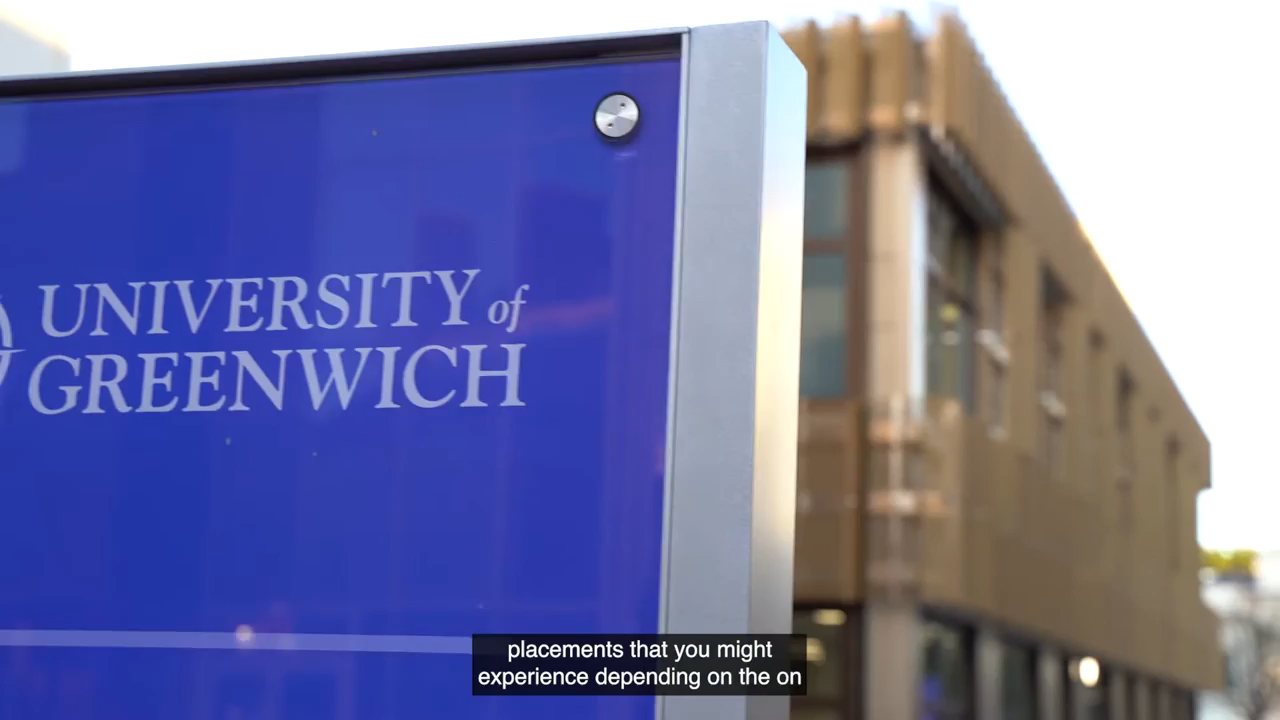 UNIVERSITY of
GREENWICH
placements that you might
experience depending on the on